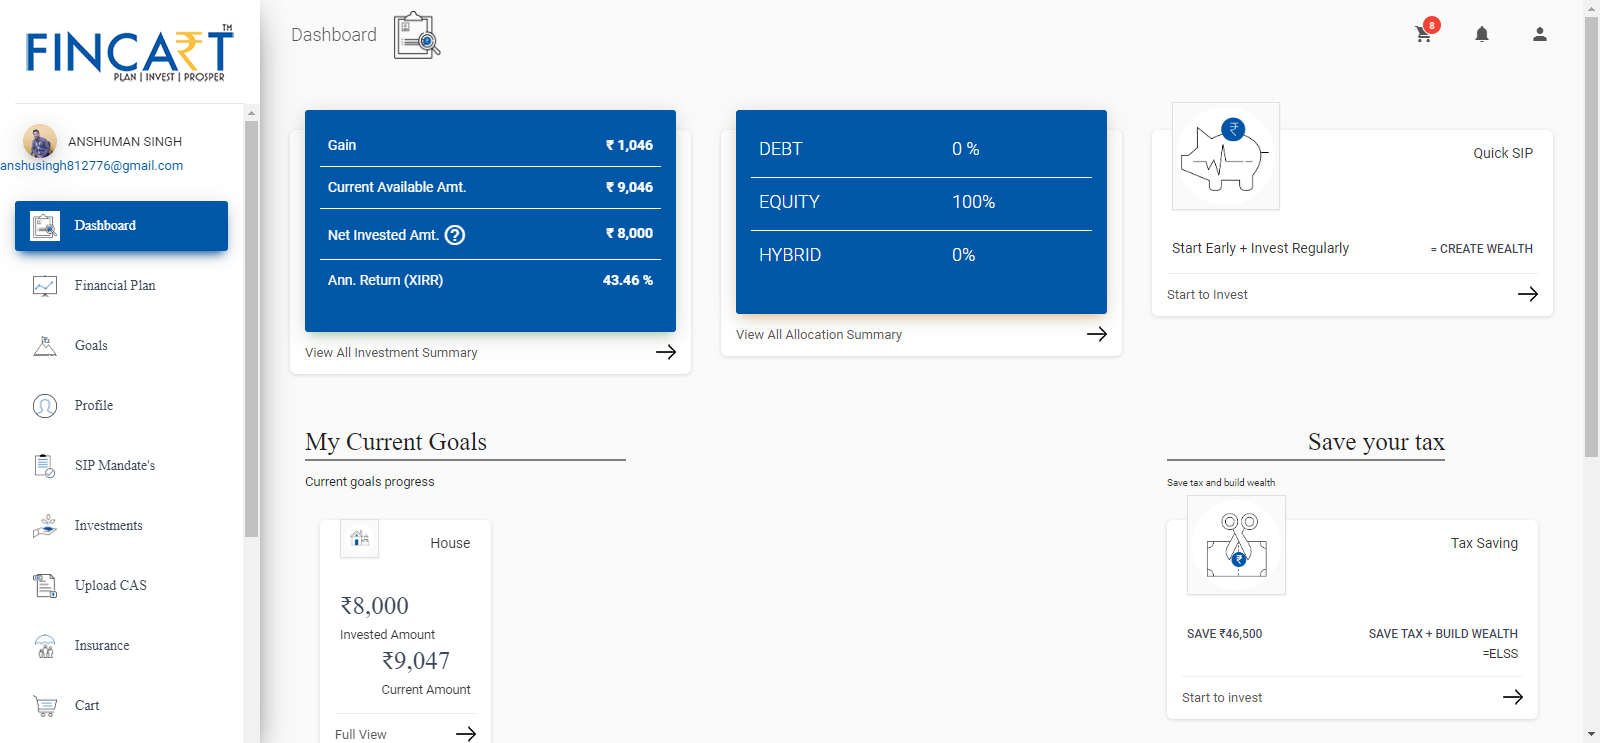 FINCART™
PLAN | INVEST | PROSPER
ANSHUMAN SINGH
anshusingh812776@gmail.com
Dashboard
Financial Plan
Goals
Profile
SIP Mandate's
Investments
Upload CAS
Insurance
Cart
Dashboard
8
Gain ₹ 1,046
Current Available Amt. ₹ 9,046
Net Invested Amt. ? ₹ 8,000
Ann. Return (XIRR) 43.46 %
View All Investment Summary
DEBT 0 %
EQUITY 100%
HYBRID 0%
View All Allocation Summary
₹
Quick SIP
Start Early + Invest Regularly = CREATE WEALTH
Start to Invest
My Current Goals
Current goals progress
House
₹8,000
Invested Amount
₹9,047
Current Amount
Full View
Save your tax
Save tax and build wealth
₹
Tax Saving
SAVE ₹46,500 SAVE TAX + BUILD WEALTH
=ELSS
Start to invest